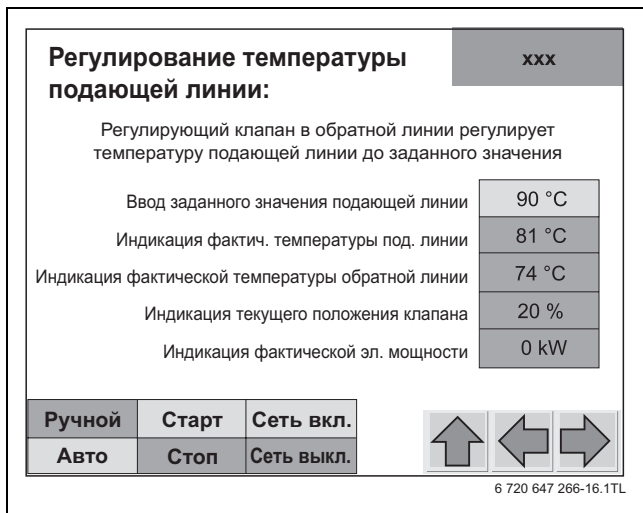 Регулирование температуры
подающей линии:
xxx
Регулирующий клапан в обратной линии регулирует
температуру подающей линии до заданного значения
Ввод заданного значения подающей линии 90 °C
Индикация фактич. температуры под. линии 81 °C
Индикация фактической температуры обратной линии 74 °C
Индикация текущего положения клапана 20 %
Индикация фактической эл. мощности 0 kW
Ручной Старт Сеть вкл.
Авто Стоп Сеть выкл.
6 720 647 266-16.1TL